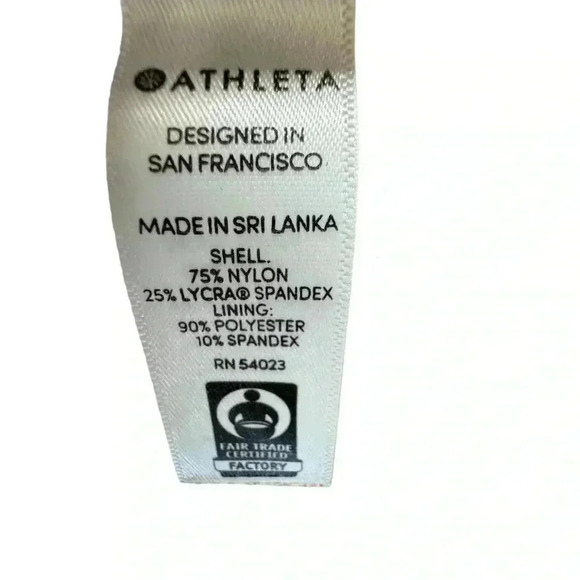 ATHLETA
DESIGNED IN
SAN FRANCISCO
MADE IN SRI LANKA
SHELL.
75% NYLON
25% LYCRA® SPANDEX
LINING:
90% POLYESTER
10% SPANDEX
RN 54023
FAIR TRADE
CERTIFIED
FACTORY